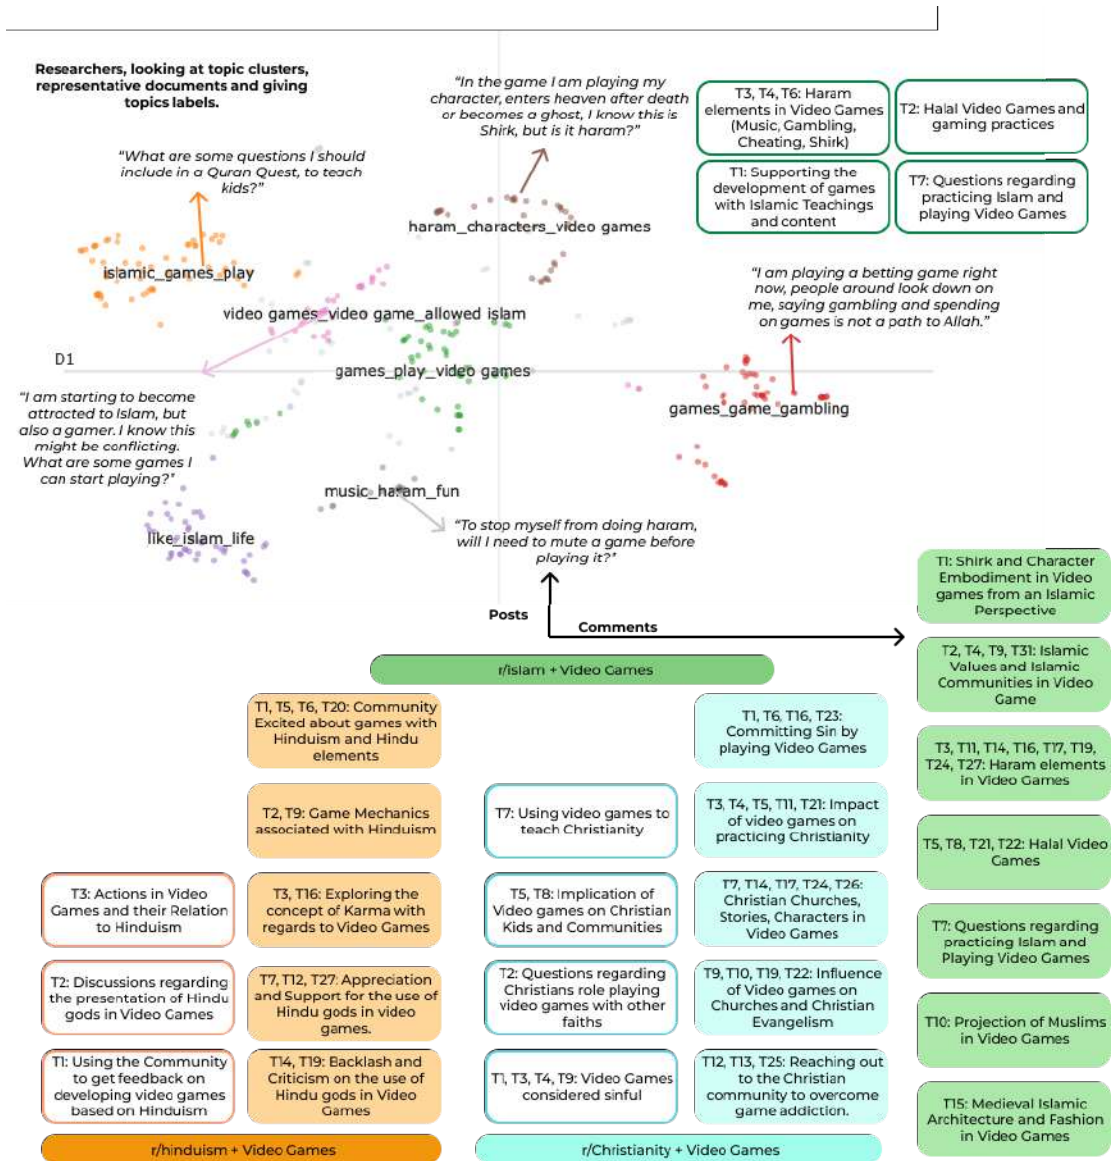 Researchers, looking at topic clusters,
representative documents and giving
topics labels.
“What are some questions I should
include in a Quran Quest, to teach
kids?”
“In the game I am playing my
character, enters heaven after death
or becomes a ghost, I know this is
Shirk, but is it haram?”
T3, T4, T6: Haram
elements in Video Games
(Music, Gambling,
Cheating, Shirk)
T2: Halal Video Games and
gaming practices
T1: Supporting the
development of games
with Islamic Teachings
and content
T7: Questions regarding
practicing Islam and
playing Video Games
haram_characters_video games
islamic_games_play
video games_video game_allowed islam
“I am playing a betting game right
now, people around look down on
me, saying gambling and spending
on games is not a path to Allah.”
D1
games_play_video games
games_game_gambling
“I am starting to become
attracted to Islam, but
also a gamer. I know this
might be conflicting.
What are some games I
can start playing?”
music_haram_fun
like_islam_life
“To stop myself from doing haram,
will I need to mute a game before
playing it?”
Posts
Comments
r/islam + Video Games
T1: Shirk and Character
Embodiment in Video
games from an Islamic
Perspective
T2, T4, T9, T31: Islamic
Values and Islamic
Communities in Video
Game
T3, T11, T14, T16, T17, T19,
T24, T27: Haram elements
in Video Games
T5, T8, T21, T22: Halal Video
Games
T7: Questions regarding
practicing Islam and
Playing Video Games
T10: Projection of Muslims
in Video Games
T15: Medieval Islamic
Architecture and Fashion
in Video Games
T1, T5, T6, T20: Community
Excited about games with
Hinduism and Hindu
elements
T2, T9: Game Mechanics
associated with Hinduism
T3: Actions in Video
Games and their Relation
to Hinduism
T3, T16: Exploring the
concept of Karma with
regards to Video Games
T2: Discussions regarding
the presentation of Hindu
gods in Video Games
T7, T12, T27: Appreciation
and Support for the use of
Hindu gods in video
games.
T1: Using the Community
to get feedback on
developing video games
based on Hinduism
T14, T19: Backlash and
Criticism on the use of
Hindu gods in Video
Games
r/hinduism + Video Games
T1, T6, T16, T23:
Committing Sin by
playing Video Games
T7: Using video games to
teach Christianity
T3, T4, T5, T11, T21: Impact
of video games on
practicing Christianity
T5, T8: Implication of
Video games on Christian
Kids and Communities
T7, T14, T17, T24, T26:
Christian Churches,
Stories, Characters in
Video Games
T2: Questions regarding
Christians role playing
video games with other
faiths
T9, T10, T19, T22: Influence
of Video games on
Churches and Christian
Evangelism
T1, T3, T4, T9: Video Games
considered sinful
T12, T13, T25: Reaching out
to the Christian
community to overcome
game addiction.
r/Christianity + Video Games